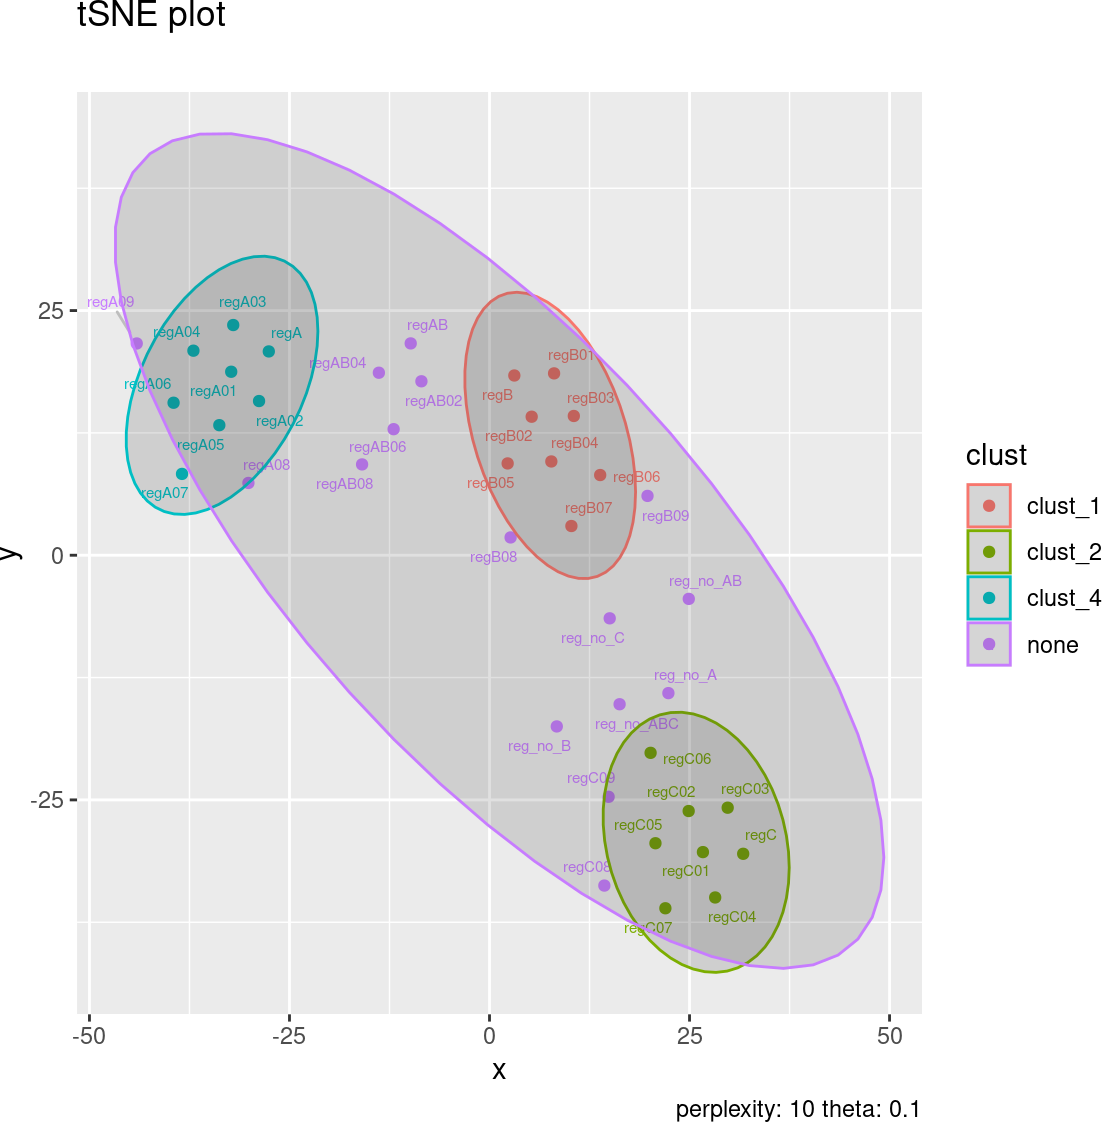 tSNE plot
regA09
regA03
regA04
regA
regAB
regAB04
regA06
regA01
regAB02
regA02
regA05
regAB06
regA08
regAB08
regA07
regB01
regB
regB03
regB02
regB04
regB05
regB06
regB07
regB09
regB08
reg_no_AB
reg_no_C
reg_no_A
reg_no_ABC
reg_no_B
regC06
regC09
regC02
regC03
regC05
regC
regC01
regC08
regC04
regC07
25
0
-25
y
-50
-25
0
25
50
x
clust
clust_1
clust_2
clust_4
none
perplexity: 10 theta: 0.1